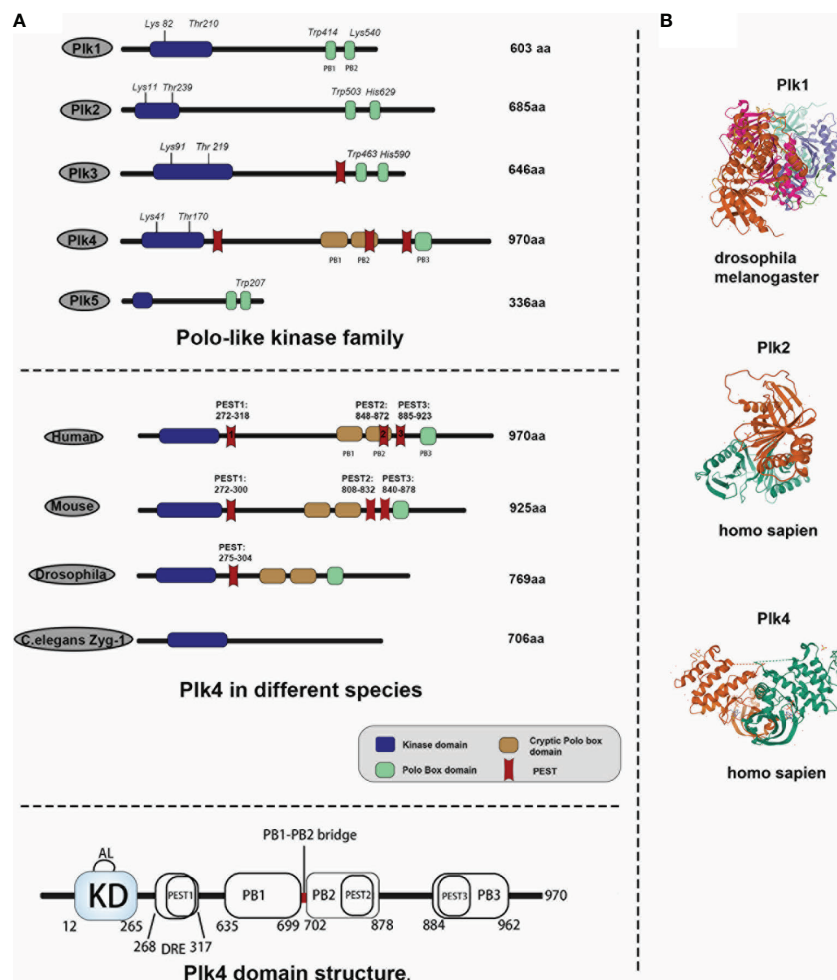 A
B
Lys 82
Thr210
Trp414
Lys540
Plk1
PB1
PB2
603 aa
Lys11
Thr239
Trp503
His629
Plk2
685aa
Lys91
Thr 219
Trp463
His590
Plk3
646aa
Lys41
Thr170
Plk4
PB1
PB2
PB3
970aa
Trp207
Plk5
336aa
Polo-like kinase family
PEST1:
272-318
PEST2:
848-872
PEST3:
885-923
Human
1
2
3
PB1
PB2
PB3
970aa
PEST1:
272-300
PEST2:
808-832
PEST3:
840-878
Mouse
925aa
PEST:
275-304
Drosophila
769aa
C.elegans Zyg-1
706aa
Plk4 in different species
Kinase domain
Cryptic Polo box
domain
Polo Box domain
PEST
PB1-PB2 bridge
AL
KD
PEST1
PB1
PB2
PEST2
PEST3
PB3
970
12
265
268
DRE
317
635
699
702
878
884
962
Plk4 domain structure.
Plk1
drosophila
melanogaster
Plk2
homo sapien
Plk4
homo sapien